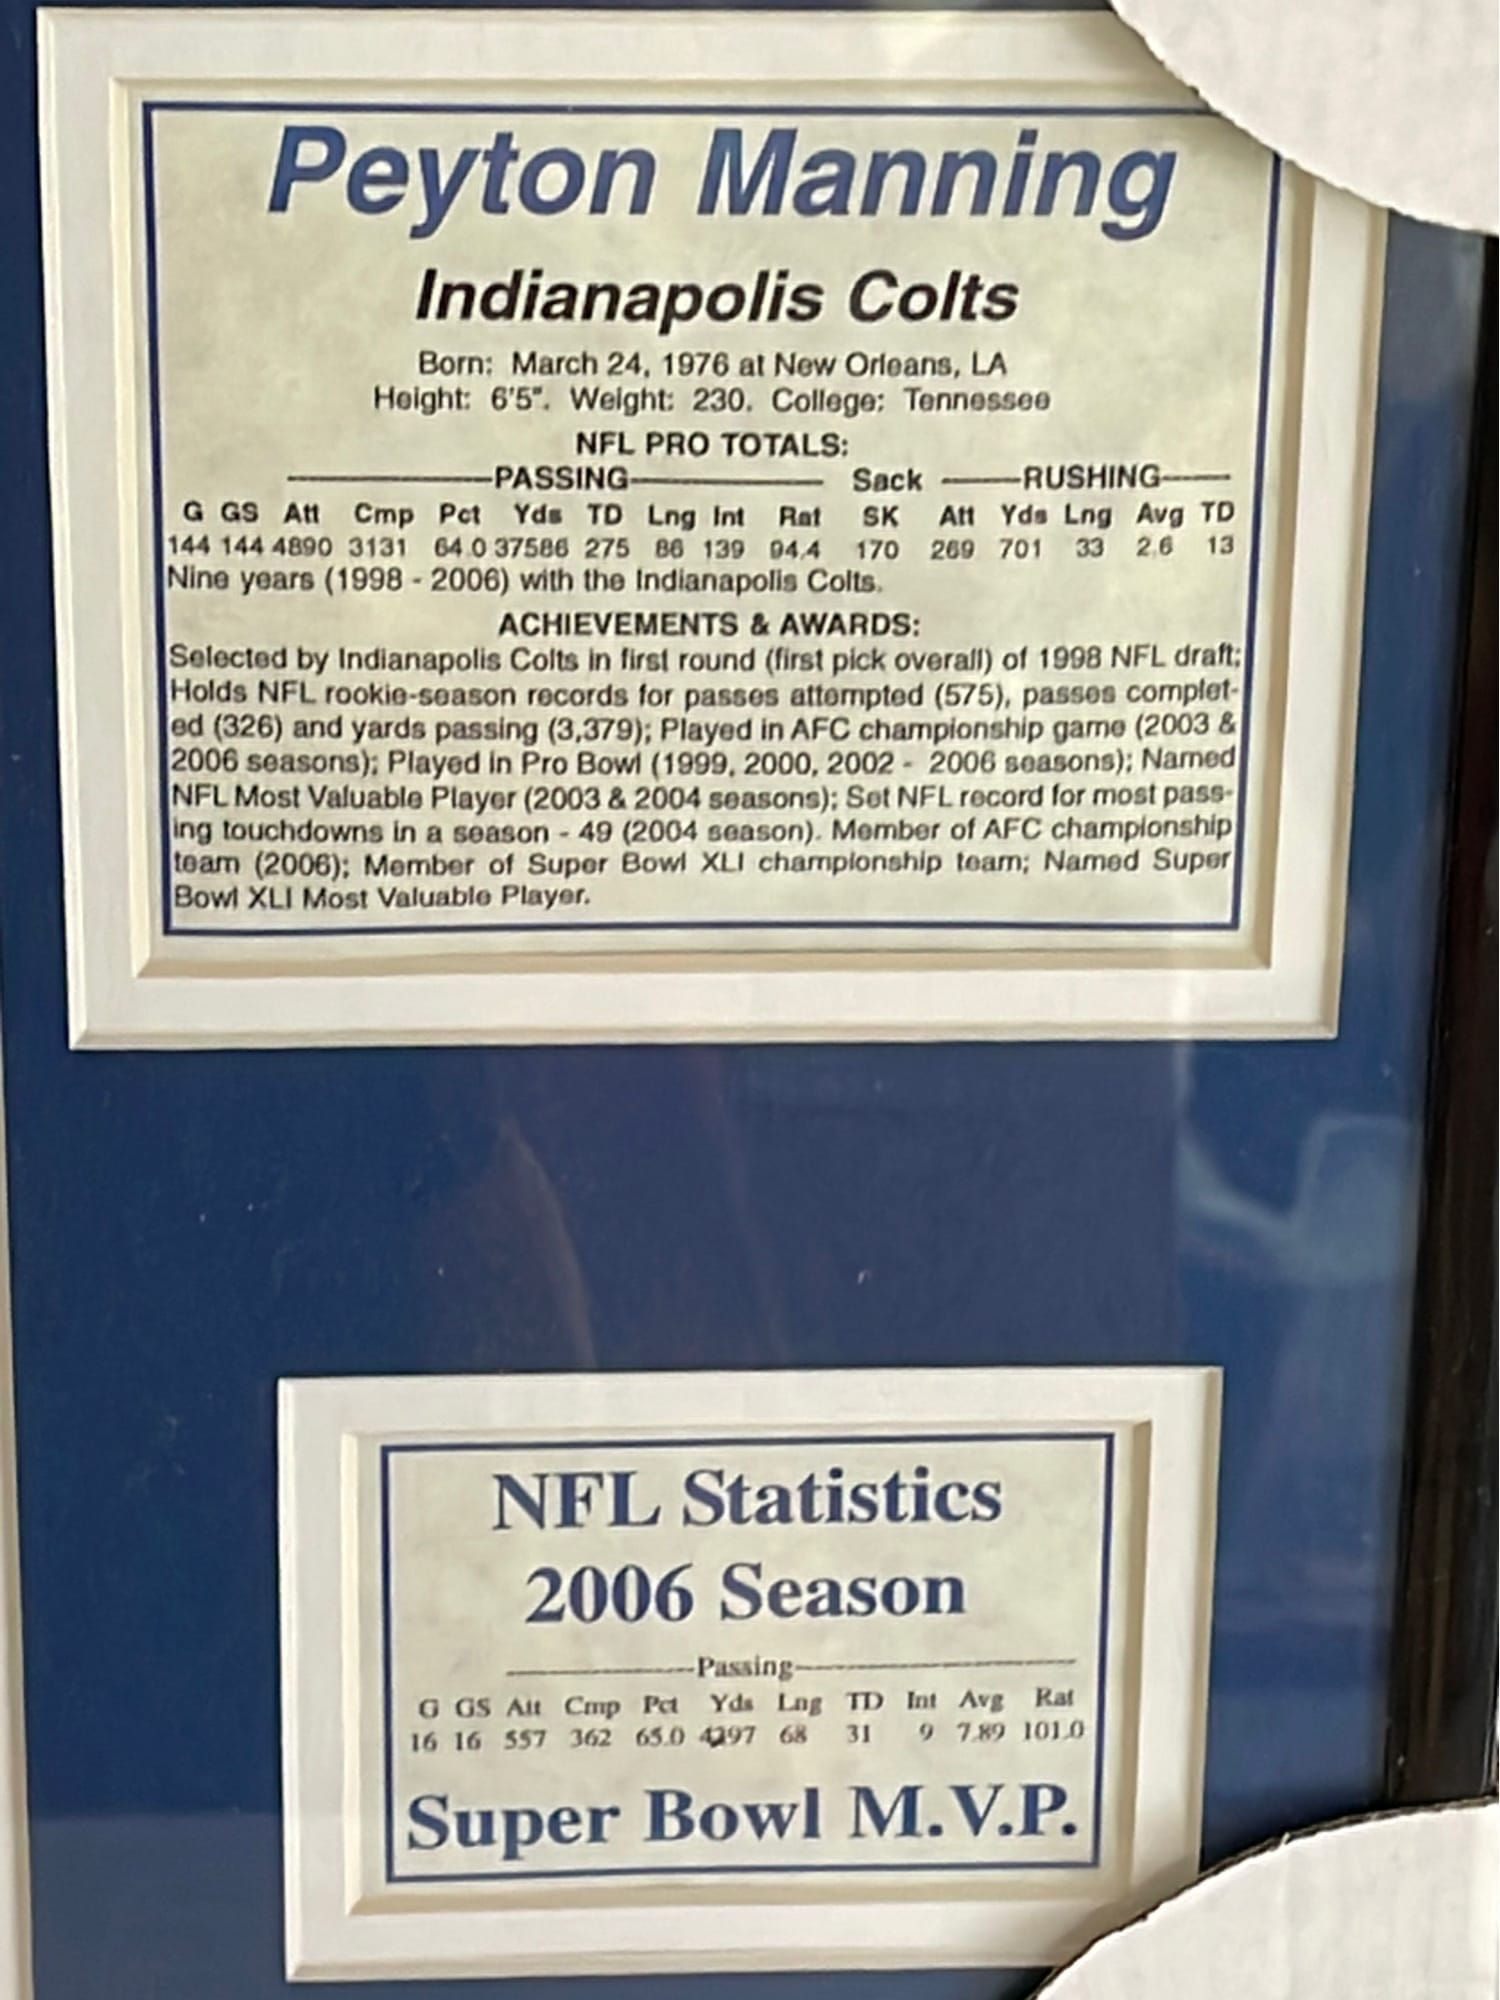 Peyton Manning
Indianapolis Colts
Born: March 24, 1976 at New Orleans, LA
Height: 6'5". Weight: 230. College: Tennessee
NFL PRO TOTALS:
PASSING Sack RUSHING
G GS Att Cmp Pct Yds TD Lng Int Rat SK Att Yds Lng Avg TD
144 144 4890 3131 64.0 37586 275 86 139 94.4 170 269 701 33 2.6 13
Nine years (1998 - 2006) with the Indianapolis Colts.
ACHIEVEMENTS & AWARDS:
Selected by Indianapolis Colts in first round (first pick overall) of 1998 NFL draft;
Holds NFL rookie-season records for passes attempted (575), passes complet-
ed (326) and yards passing (3,379); Played in AFC championship game (2003 &
2006 seasons); Played in Pro Bowl (1999, 2000, 2002 - 2006 seasons); Named
NFL Most Valuable Player (2003 & 2004 seasons); Set NFL record for most pass-
ing touchdowns in a season - 49 (2004 season). Member of AFC championship
team (2006); Member of Super Bowl XLI championship team; Named Super
Bowl XLI Most Valuable Player.
NFL Statistics
2006 Season
Passing
G GS Att Cmp Pct Yds Lng TD Int Avg Rat
16 16 557 362 65.0 4397 68 31 9 7.89 101.0
Super Bowl M.V.P.